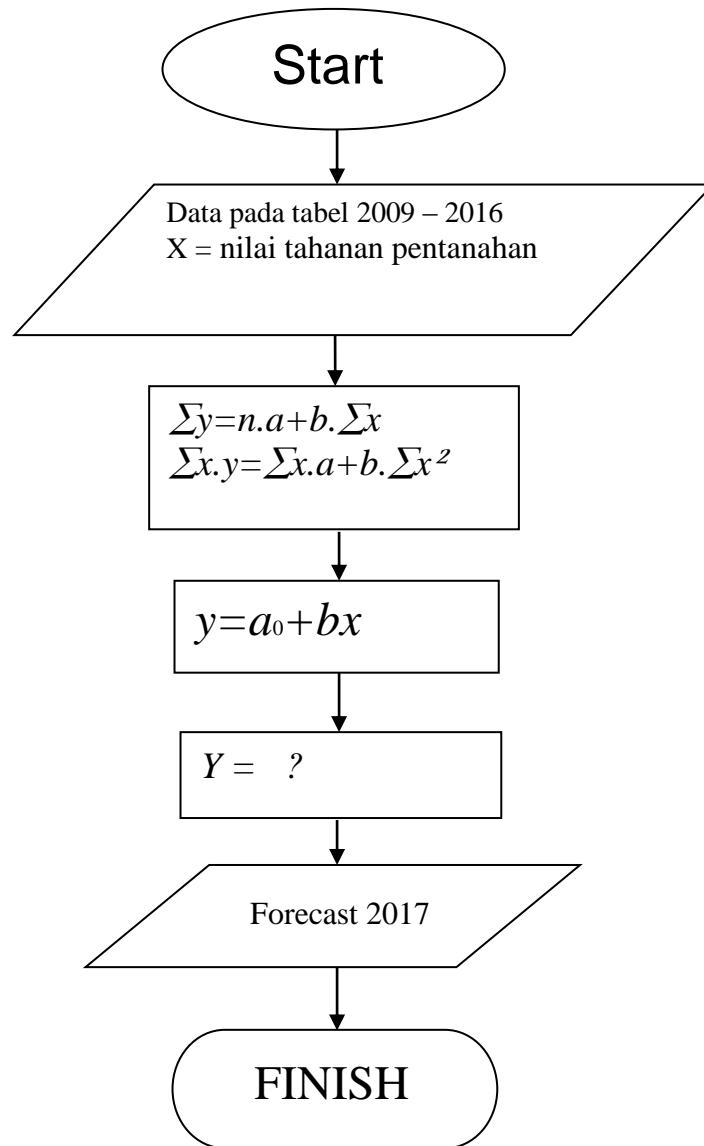 Start
Data pada tabel 2009 – 2016
X = nilai tahanan pentanahan
∑y=n.a+b.∑x
∑x.y=∑x.a+b.∑x²
y=a₀+bx
Y = ?
Forecast 2017
FINISH